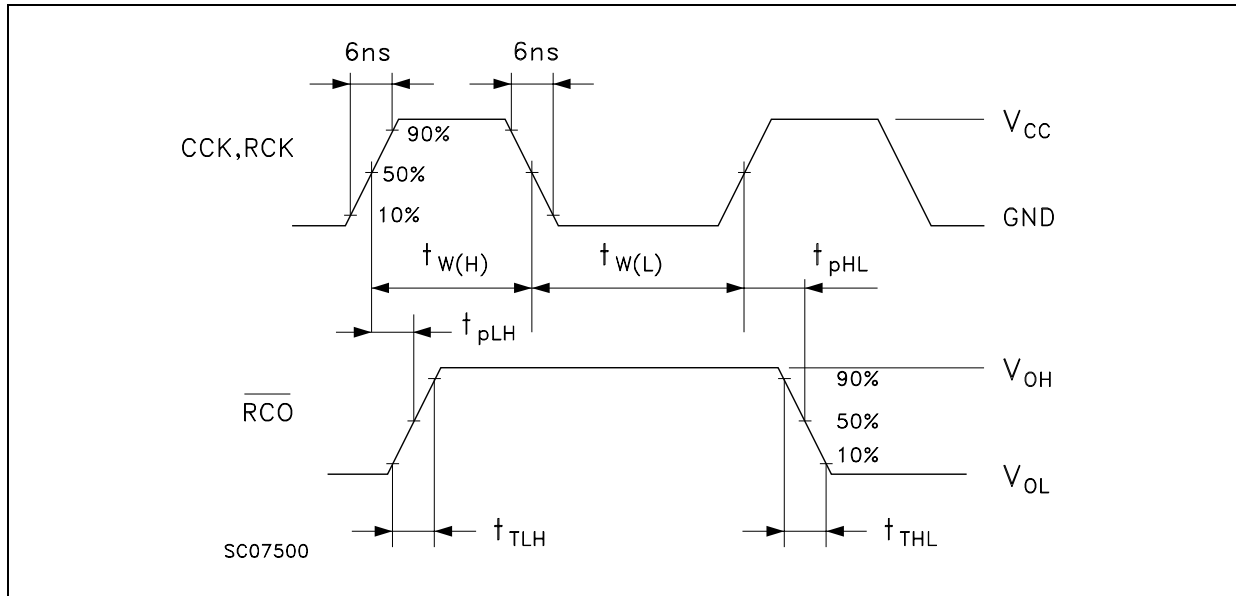 6ns 6ns
CCK,RCK 90% VCC
50%
10% GND
tW(H) tW(L) tpHL
tpLH
RCO 90% VOH
50%
10% VOL
tTLH tTHL
SC07500